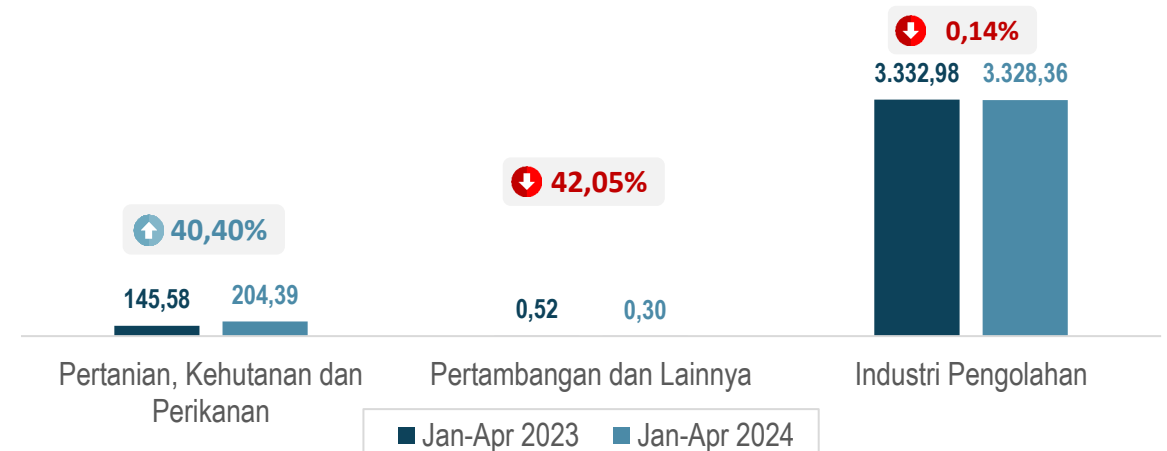 0,14%
3.332,98 3.328,36
42,05%
40,40%
145,58 204,39
0,52 0,30
Pertanian, Kehutanan dan
Perikanan
Pertambangan dan Lainnya
Industri Pengolahan
Jan-Apr 2023 Jan-Apr 2024